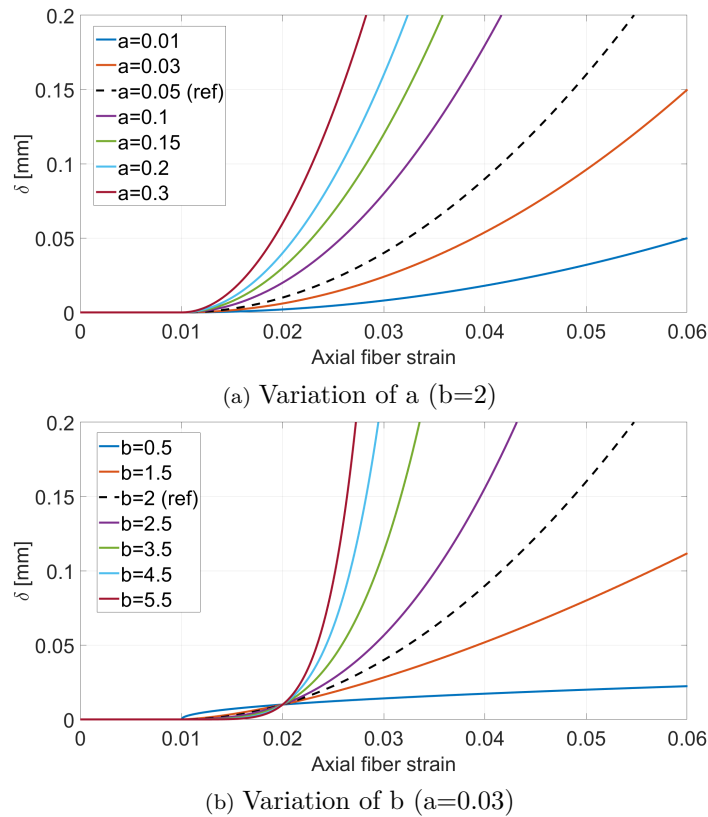 0.2
0.15
0.1
0.05
0
δ [mm]
a=0.01
a=0.03
a=0.05 (ref)
a=0.1
a=0.15
a=0.2
a=0.3
0 0.01 0.02 0.03 0.04 0.05 0.06
Axial fiber strain
(a) Variation of a (b=2)
0.2
0.15
0.1
0.05
0
δ [mm]
b=0.5
b=1.5
b=2 (ref)
b=2.5
b=3.5
b=4.5
b=5.5
0 0.01 0.02 0.03 0.04 0.05 0.06
Axial fiber strain
(b) Variation of b (a=0.03)